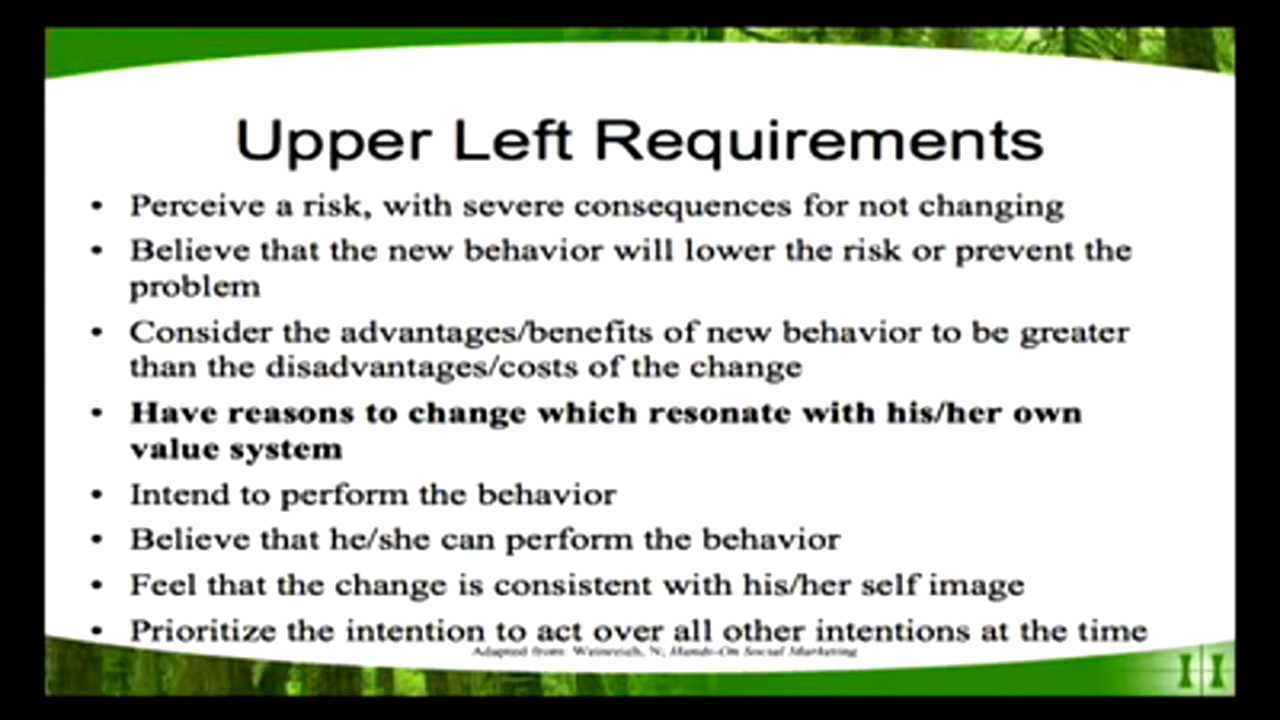 Upper Left Requirements
• Perceive a risk, with severe consequences for not changing
• Believe that the new behavior will lower the risk or prevent the
problem
• Consider the advantages/benefits of new behavior to be greater
than the disadvantages/costs of the change
• Have reasons to change which resonate with his/her own
value system
• Intend to perform the behavior
• Believe that he/she can perform the behavior
• Feel that the change is consistent with his/her self image
• Prioritize the intention to act over all other intentions at the time
Adapted from: Weinreich, N; Hands-On Social Marketing